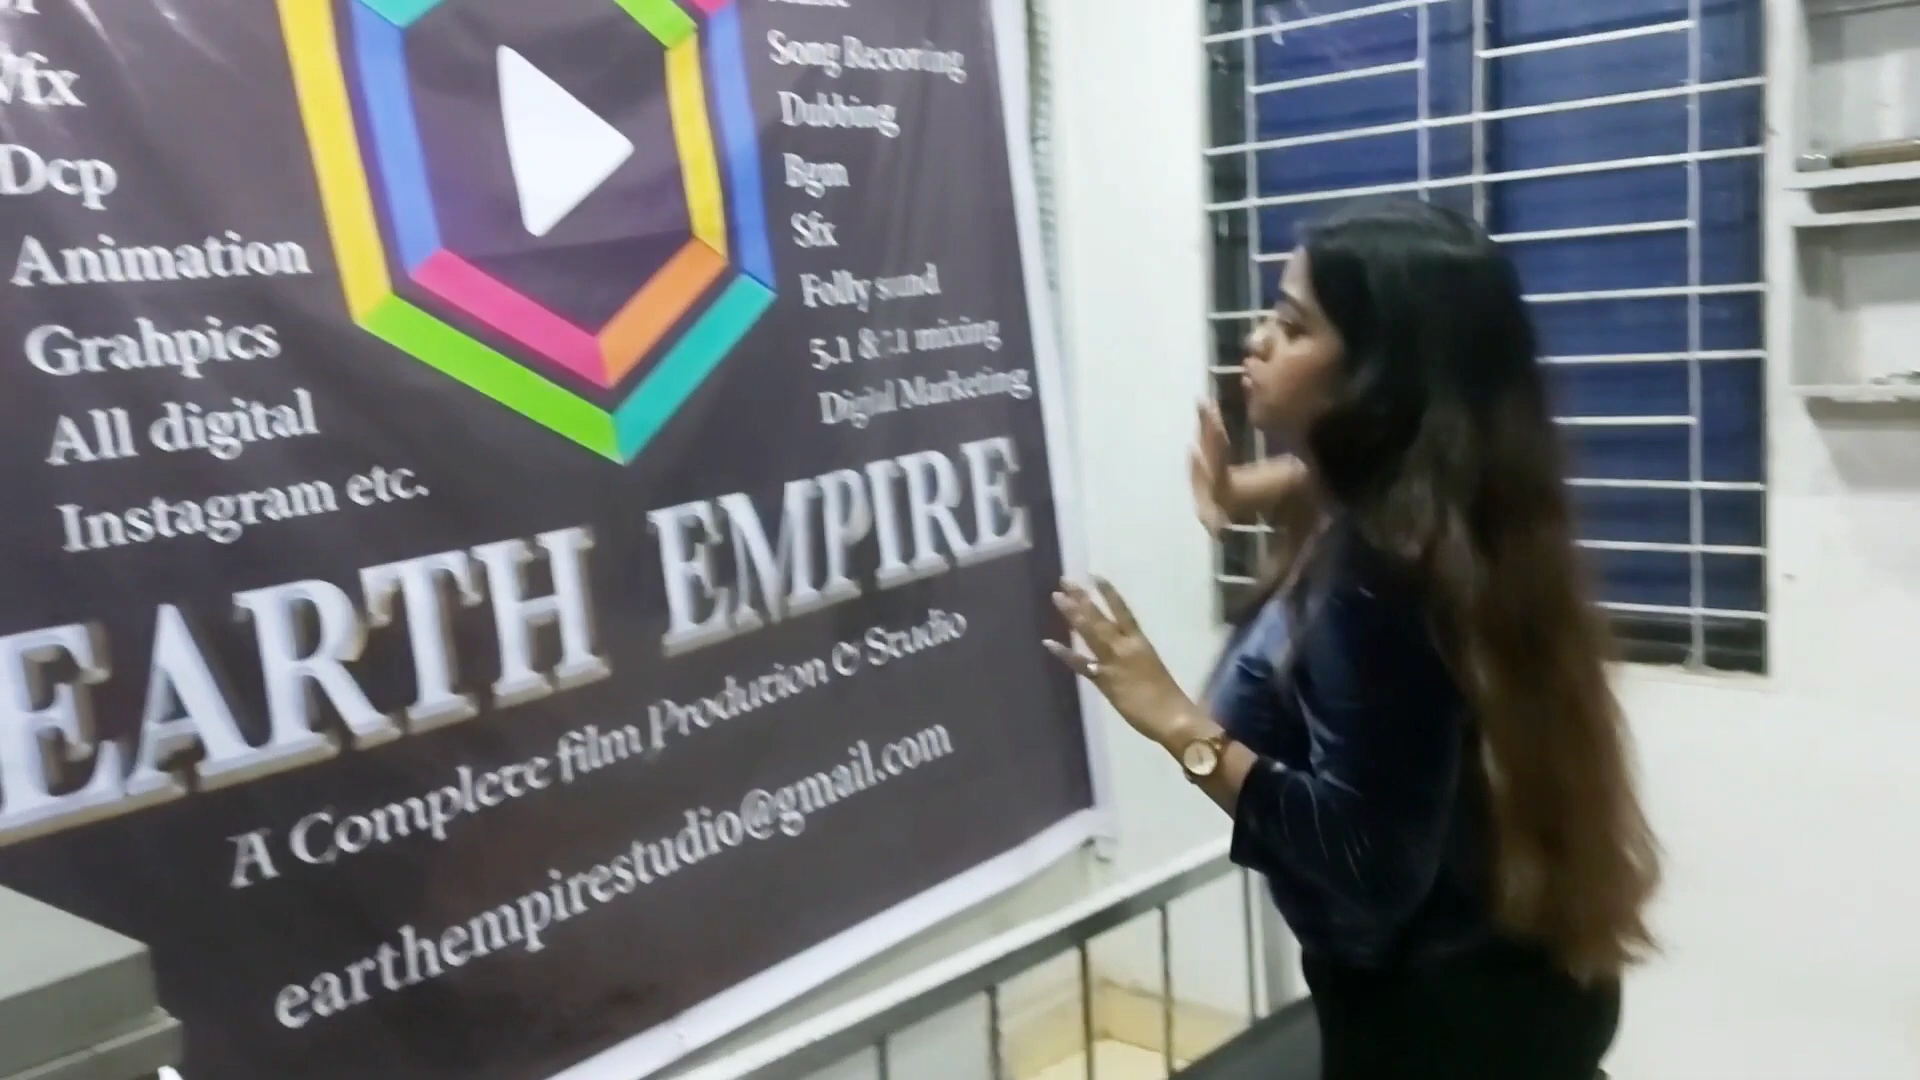 Vfx
Dcp
Animation
Grahpics
All digital
Instagram etc.
Song Recoring
Dubbing
Bgm
Sfx
Folly sound
5.1 & 7.1 mixing
Digital Marketing
EARTH EMPIRE
A Complete film Production & Studio
earthempirestudio@gmail.com